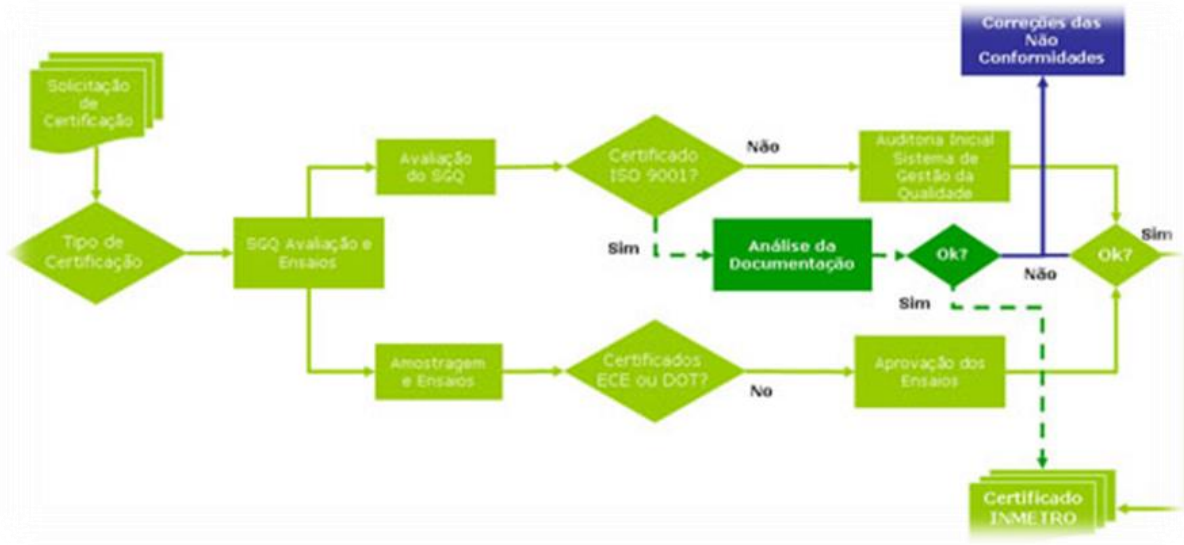 Correções das
Não
Conformidades
Solicitação
de
Certificação
Avaliação
do SGQ
Certificado
ISO 9001?
Não
Auditoria Inicial
Sistema de
Gestão da
Qualidade
Tipo de
Certificação
SGQ Avaliação e
Ensaios
Sim
Análise da
Documentação
Ok?
Não
Ok?
Sim
Sim
Amostragem
e Ensaios
Certificados
ECE ou DOT?
No
Aprovação dos
Ensaios
Certificado
INMETRO